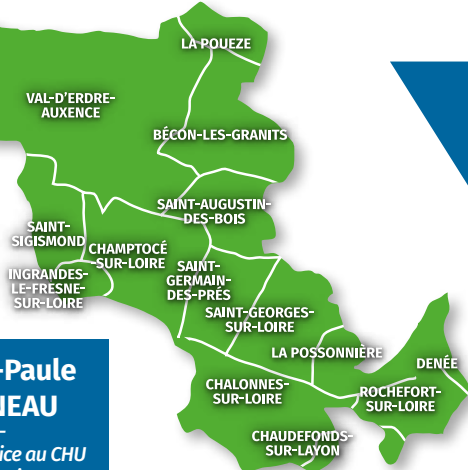 LA POUEZE
VAL-D'ERDRE-
AUXENCE
BÉCON-LES-GRANITS
SAINT-AUGUSTIN-
DES-BOIS
SAINT-
SIGISMOND
CHAMPTOCÉ
-SUR-LOIRE
INGRANDES-
LE-FRESNE-
SUR-LOIRE
SAINT-
GERMAIN-
DES-PRÉS
SAINT-GEORGES-
SUR-LOIRE
LA POSSONNIÈRE
DENÉE
CHALONNES-
SUR-LOIRE
ROCHEFORT-
SUR-LOIRE
CHAUDEFONDS-
SUR-LAYON
-Paule
NEAU
-
ice au CHU